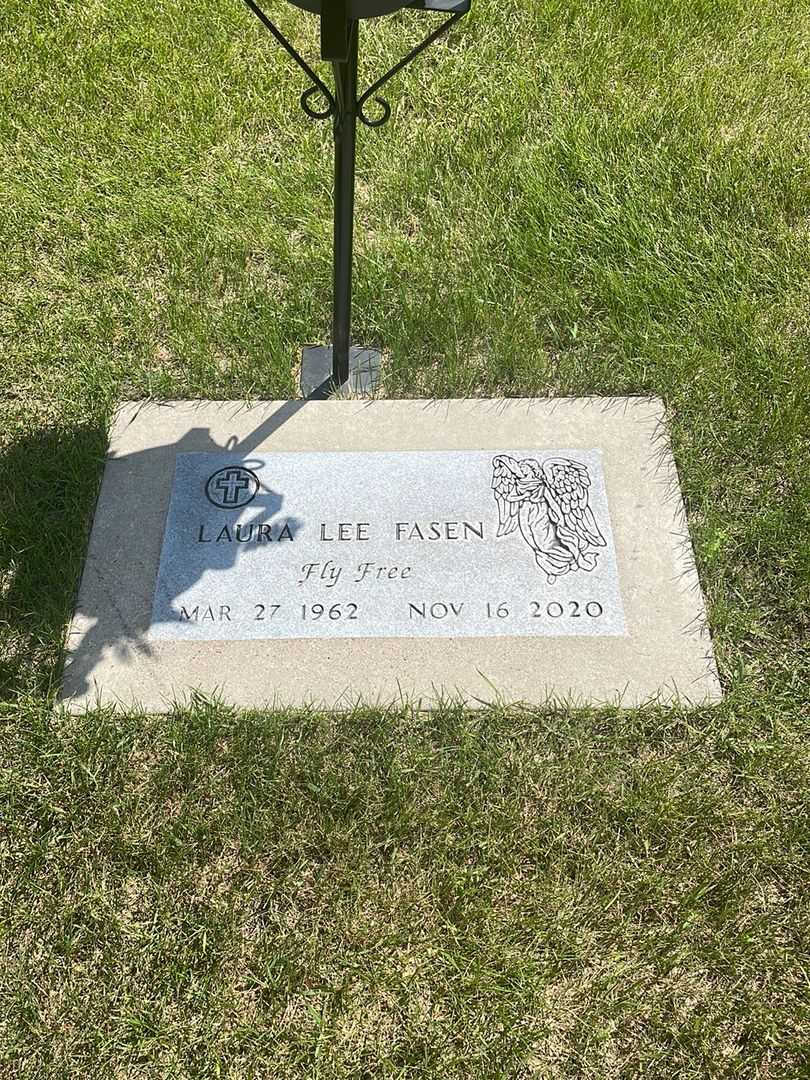 LAURA LEE FASEN
Fly Free
MAR 27 1962 NOV 16 2020